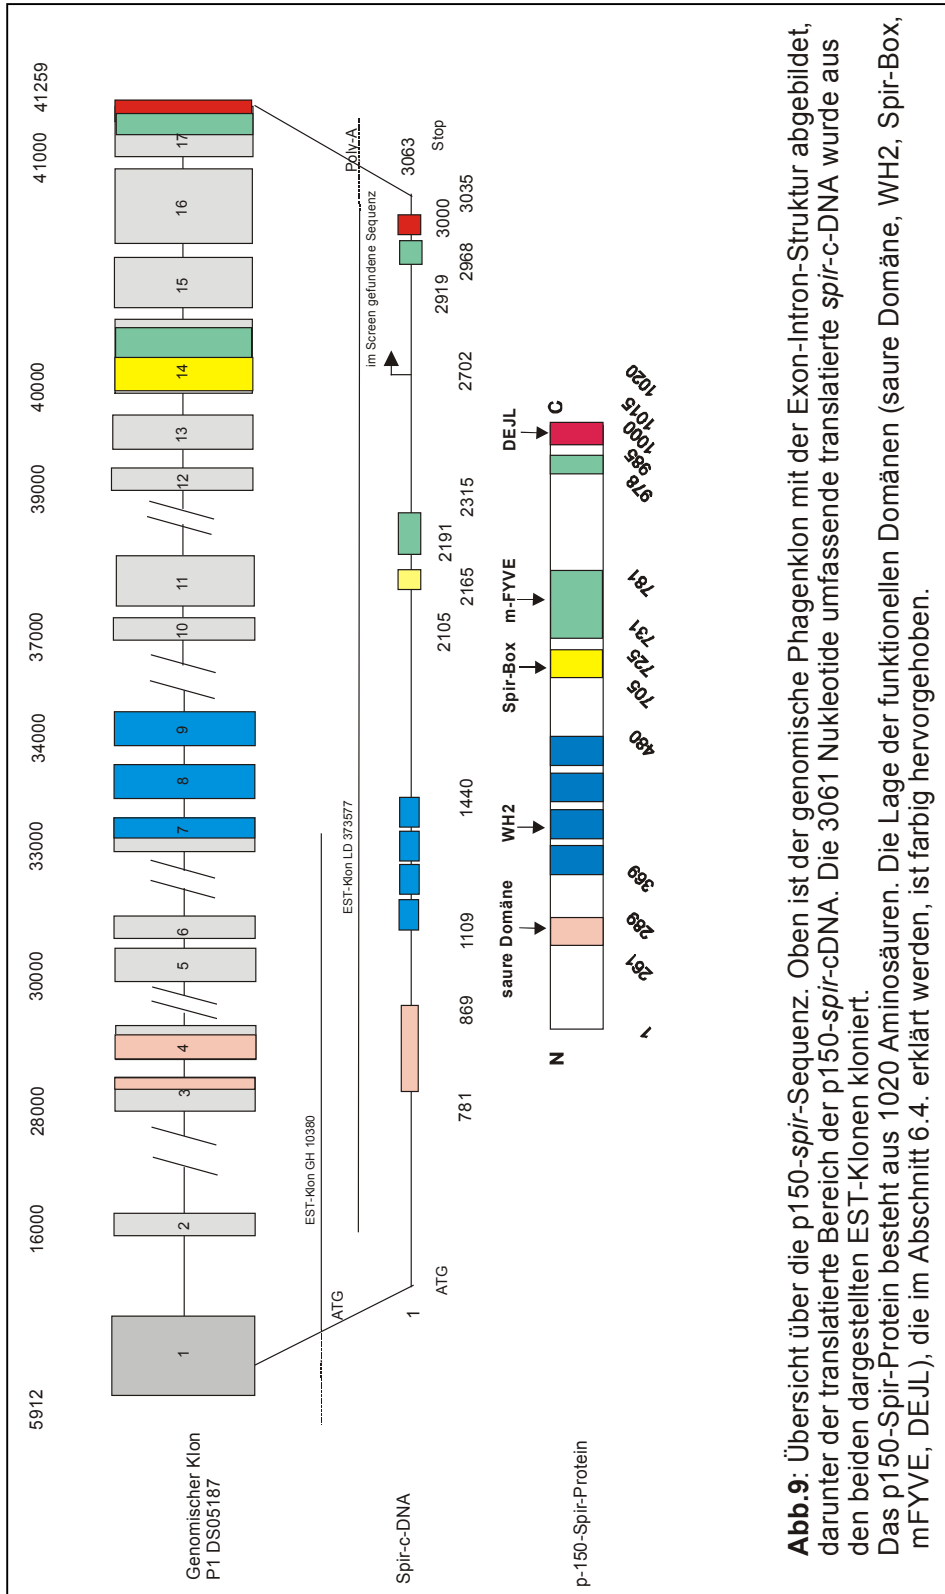 5912 16000 28000 30000 33000 34000 37000 39000 40000 41000 41259
Genomischer Klon
P1 DS05187
1 2 3 4 5 6 7 8 9 10 11 12 13 14 15 16 17
EST-Klon GH 10380
ATG
EST-Klon LD 373577
im Screen gefundene Sequenz
Poly-A
Spir-c-DNA
1
3063
ATG
Stop
781 869 1109 1440 2105 2165 2191 2315 2702 2919 2968 3000 3035
saure Domäne
WH2
Spir-Box
m-FYVE
DEJL
p-150-Spir-Protein
N
C
1 261 289 369 480 705 725 731 781 978 985 1000 1015 1020
Abb.9: Übersicht über die p150-spir-Sequenz. Oben ist der genomische Phagenklon mit der Exon-Intron-Struktur abgebildet,
darunter der translatierte Bereich der p150-spir-cDNA. Die 3061 Nukleotide umfassende translatierte spir-c-DNA wurde aus
den beiden dargestellten EST-Klonen kloniert.
Das p150-Spir-Protein besteht aus 1020 Aminosäuren. Die Lage der funktionellen Domänen (saure Domäne, WH2, Spir-Box,
mFYVE, DEJL), die im Abschnitt 6.4. erklärt werden, ist farbig hervorgehoben.